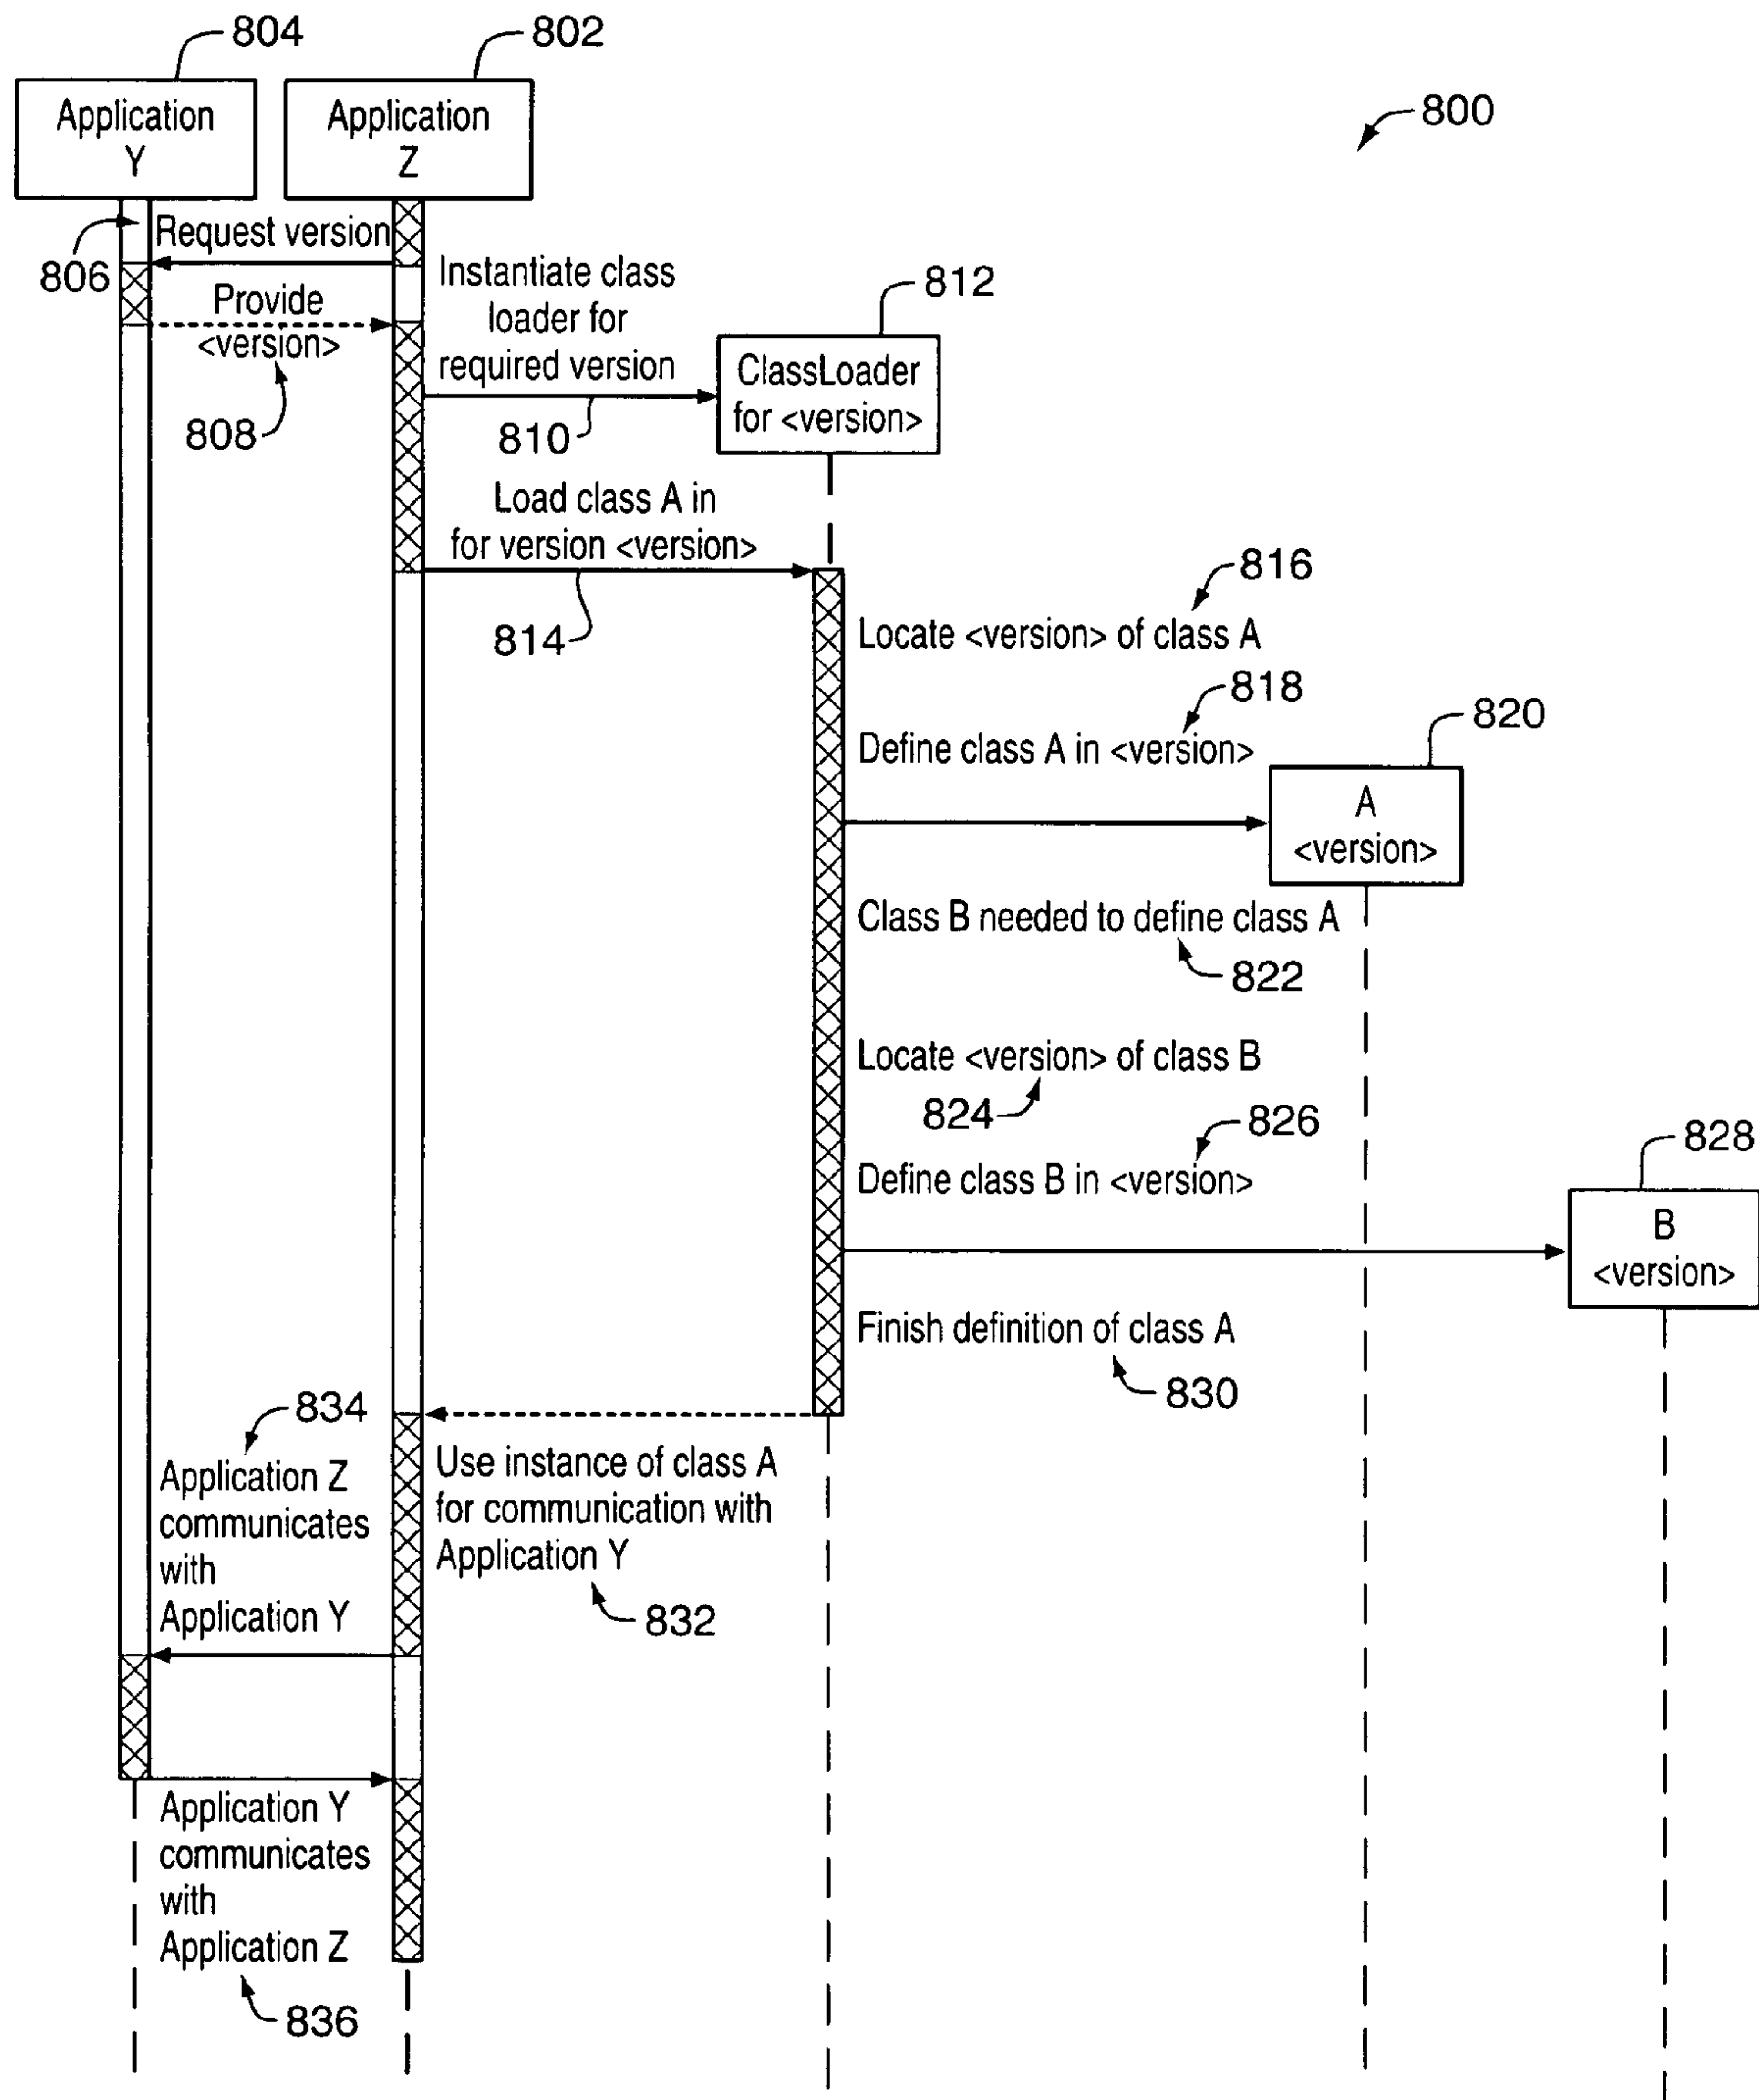 804
802
Application
Y
Application
Z
800
Request version
806
Provide
<version>
808
Instantiate class
loader for
required version
810
812
ClassLoader
for <version>
Load class A in
for version <version>
814
816
Locate <version> of class A
818
Define class A in <version>
820
A
<version>
Class B needed to define class A
822
Locate <version> of class B
824
826
Define class B in <version>
828
B
<version>
Finish definition of class A
830
834
Application Z
communicates
with
Application Y
Use instance of class A
for communication with
Application Y
832
Application Y
communicates
with
Application Z
836